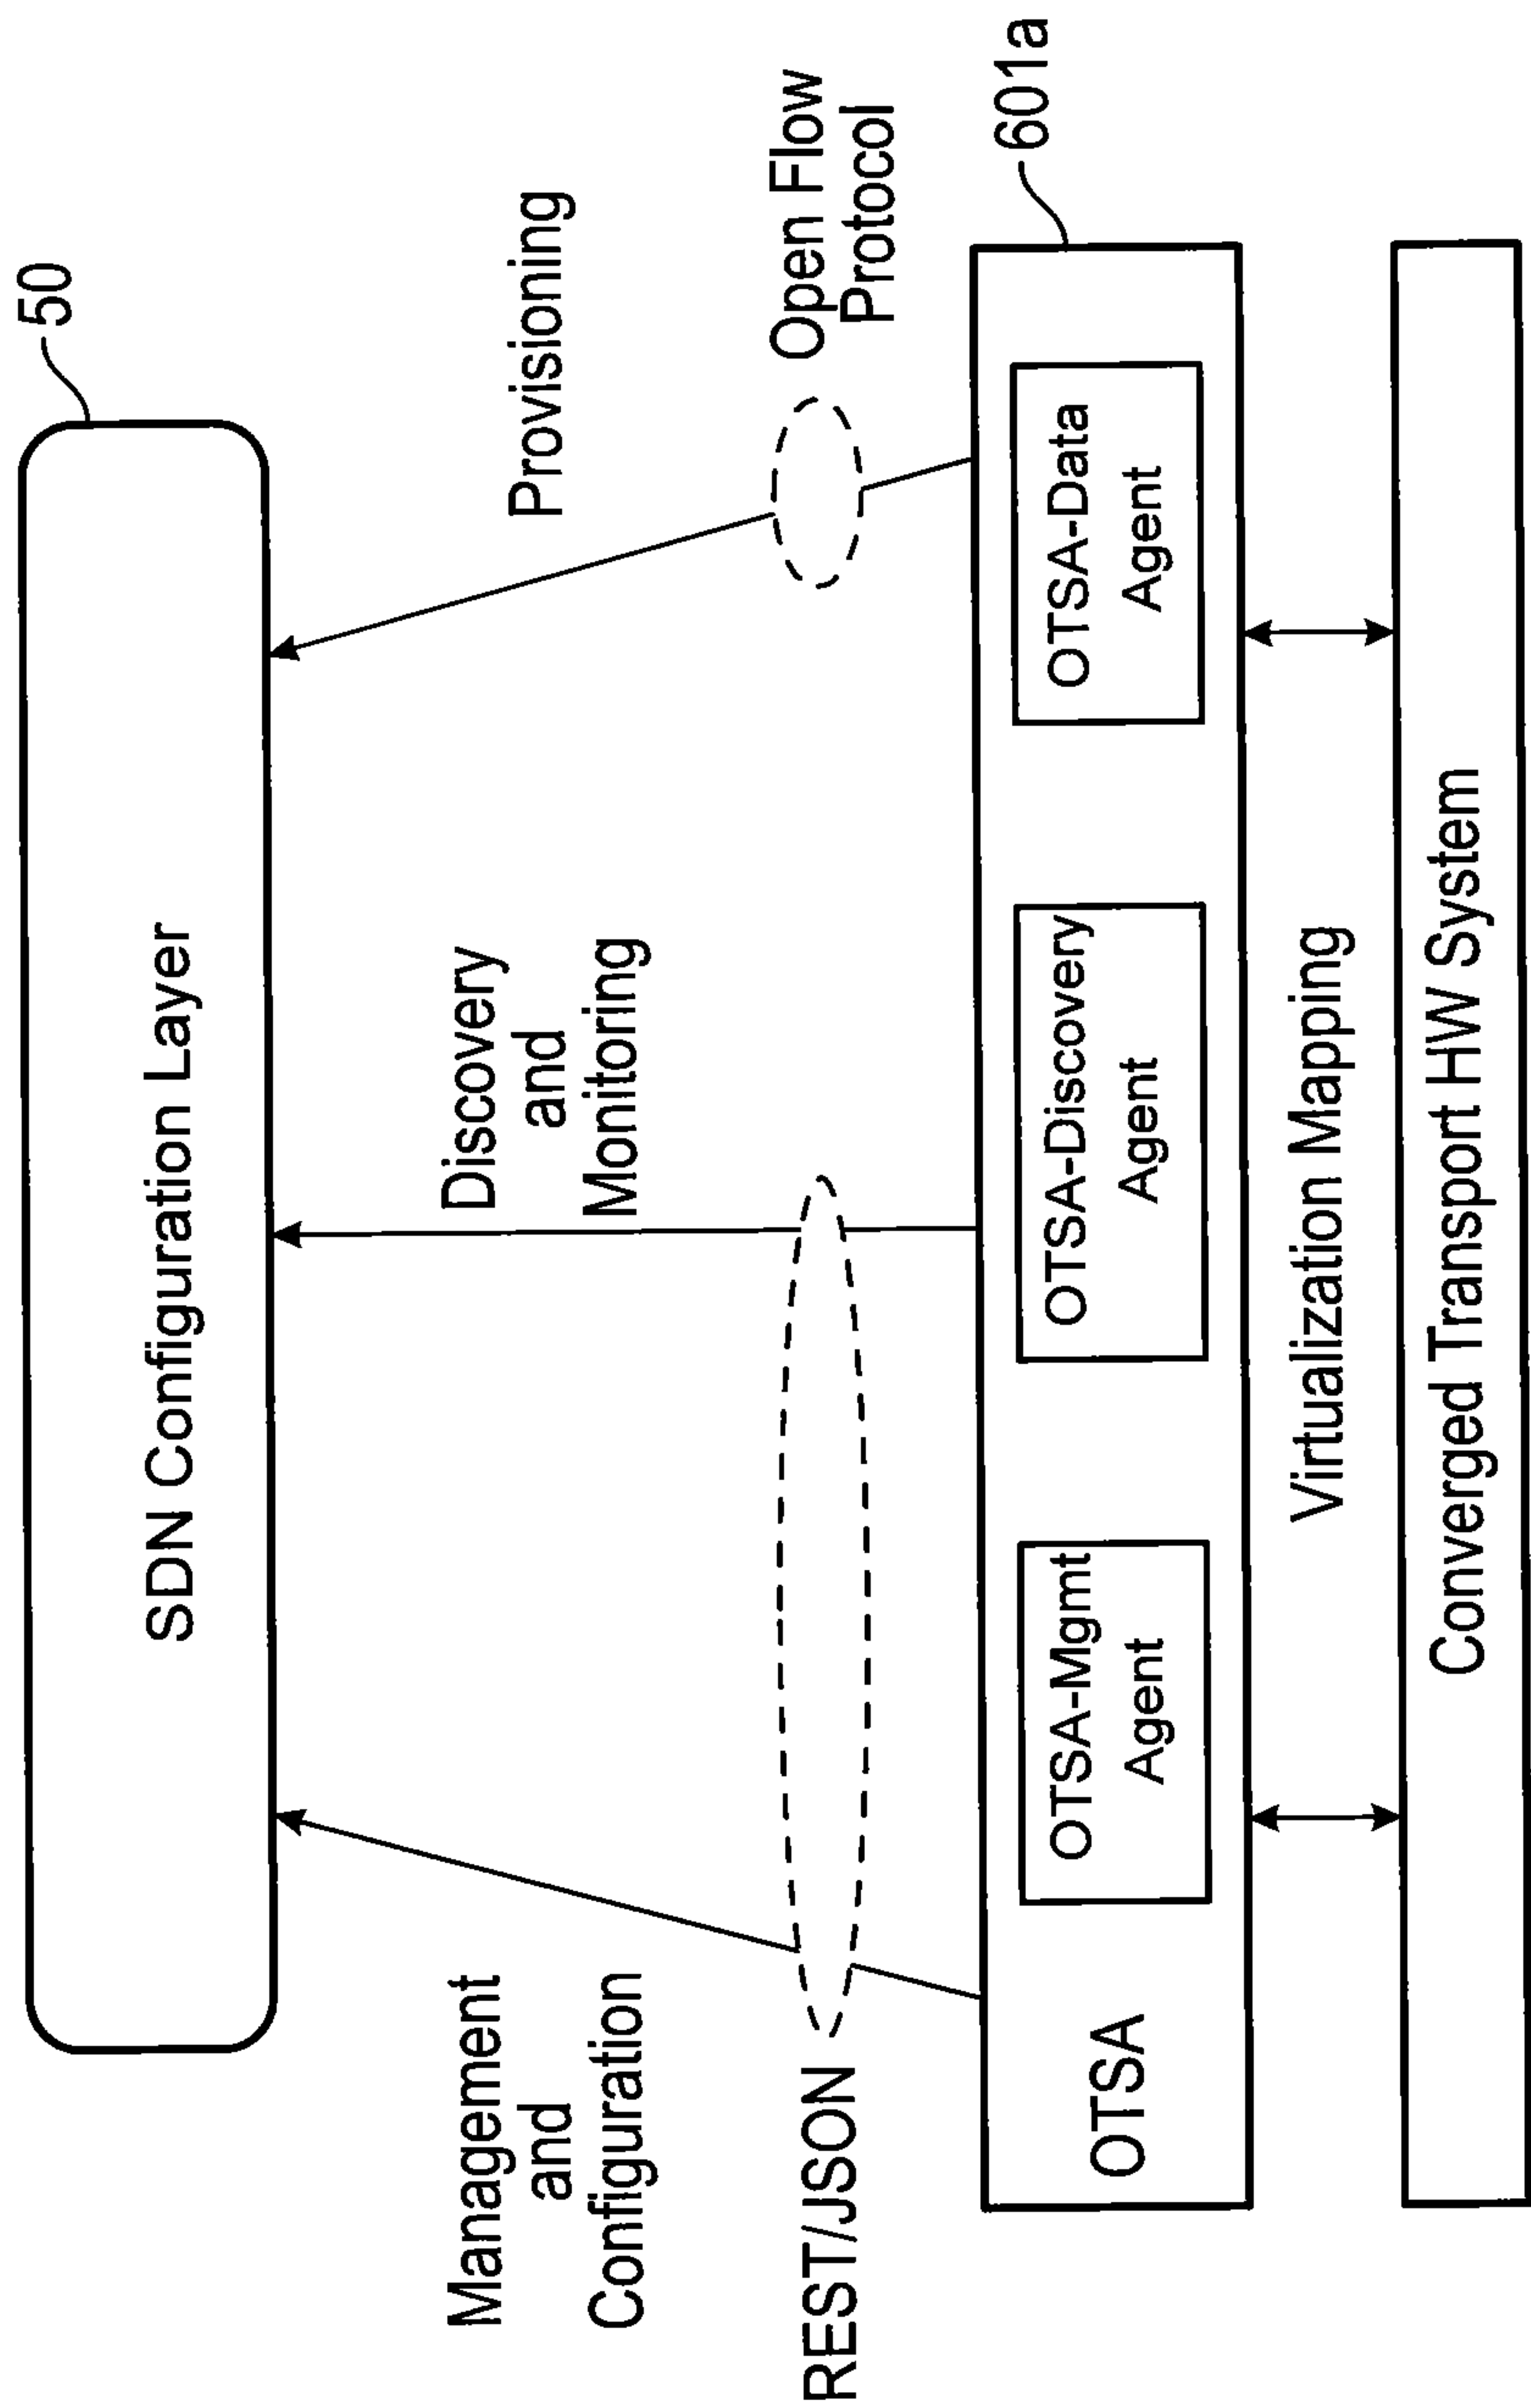 50
SDN Configuration Layer
Management
and
Configuration
Discovery
and
Monitoring
Provisioning
REST/JSON
Open Flow
Protocol
601a
OTSA
OTSA-Mgmt
Agent
OTSA-Discovery
Agent
OTSA-Data
Agent
Virtualization Mapping
Converged Transport HW System